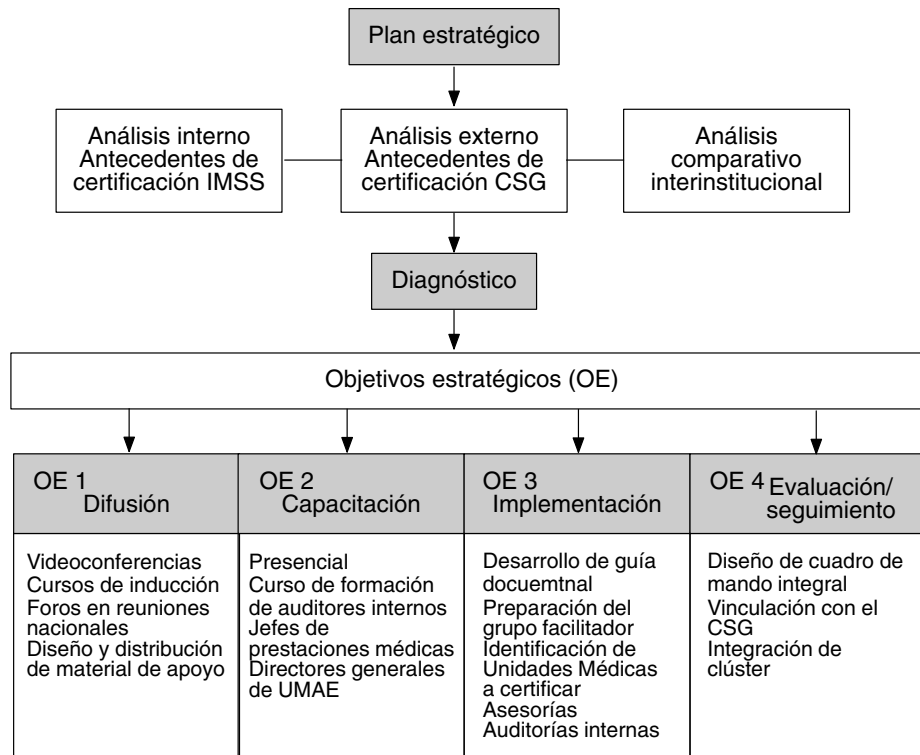 Plan estratégico
Análisis interno
Antecedentes de
certificación IMSS
Análisis externo
Antecedentes de
certificación CSG
Análisis
comparativo
interinstitucional
Diagnóstico
Objetivos estratégicos (OE)
OE 1
Difusión
Videoconferencias
Cursos de inducción
Foros en reuniones
nacionales
Diseño y distribución
de material de apoyo
OE 2
Capacitación
Presencial
Curso de formación
de auditores internos
Jefes de
prestaciones médicas
Directores generales
de UMAE
OE 3
Implementación
Desarrollo de guía
docuemtnal
Preparación del
grupo facilitador
Identificación de
Unidades Médicas
a certificar
Asesorías
Auditorías internas
OE 4 Evaluación/
seguimiento
Diseño de cuadro de
mando integral
Vinculación con el
CSG
Integración de
clúster